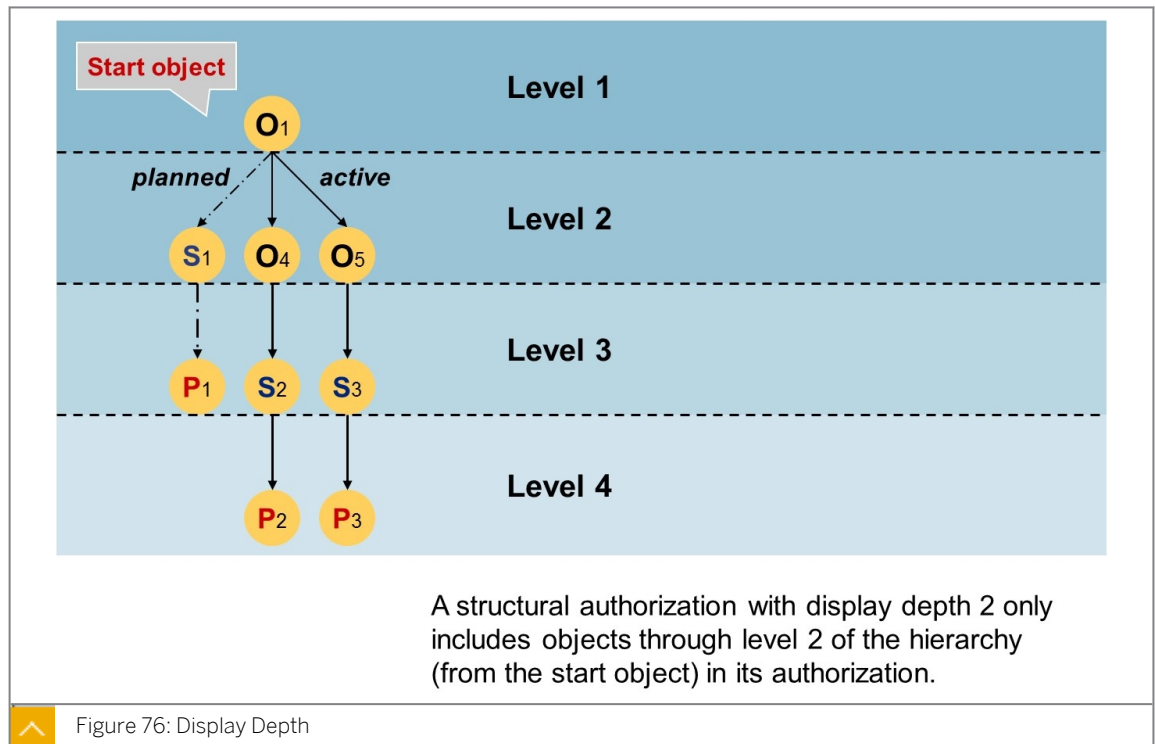 Start object
Level 1
O1
planned
active
Level 2
S1 O4 O5
Level 3
P1 S2 S3
Level 4
P2 P3
A structural authorization with display depth 2 only
includes objects through level 2 of the hierarchy
(from the start object) in its authorization.
Figure 76: Display Depth